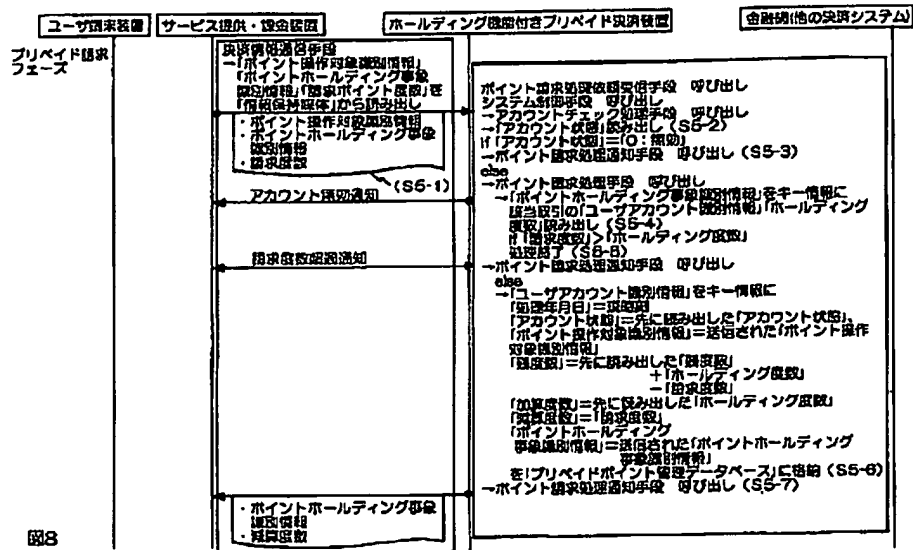 ユーザ端末装置
サービス提供・課金装置
ホールディング機能付きプリペイド決済装置
金融網(他の決済システム)
プリペイド請求
フェーズ
決済情報通信手段
→「ポイント操作対象識別情報」
「ポイントホールディング事象
識別情報」「請求ポイント度数」を
「情報保持媒体」から読み出し
・ポイント操作対象識別情報
・ポイントホールディング事象
識別情報
・請求度数
(S5-1)
アカウント無効通知
請求度数超過通知
ポイント請求処理依頼受信手段 呼び出し
システム制御手段 呼び出し
→アカウントチェック処理手段 呼び出し
→「アカウント状態」読み出し (S5-2)
if「アカウント状態」=「0:無効」
→ポイント請求処理通知手段 呼び出し (S5-3)
else
→ポイント請求処理手段 呼び出し
→「ポイントホールディング事象識別情報」をキー情報に
該当取引の「ユーザアカウント識別情報」「ホールディング
度数」読み出し (S5-4)
if「請求度数」>「ホールディング度数」
処理終了 (S5-5)
→ポイント請求処理通知手段 呼び出し
else
→「ユーザアカウント識別情報」をキー情報に
「処理年月日」=現時刻
「アカウント状態」=先に読み出した「アカウント状態」、
「ポイント操作対象識別情報」=送信された「ポイント操作
対象識別情報」
「残度数」=先に読み出した「残度数」
+「ホールディング度数」
-「請求度数」
「加算度数」=先に読み出した「ホールディング度数」
「減算度数」=「請求度数」
「ポイントホールディング
事象識別情報」=送信された「ポイントホールディング
事象識別情報」
を「プリペイドポイント管理データベース」に格納 (S5-6)
→ポイント請求処理通知手段 呼び出し (S5-7)
・ポイントホールディング事象
識別情報
・減算度数
図8